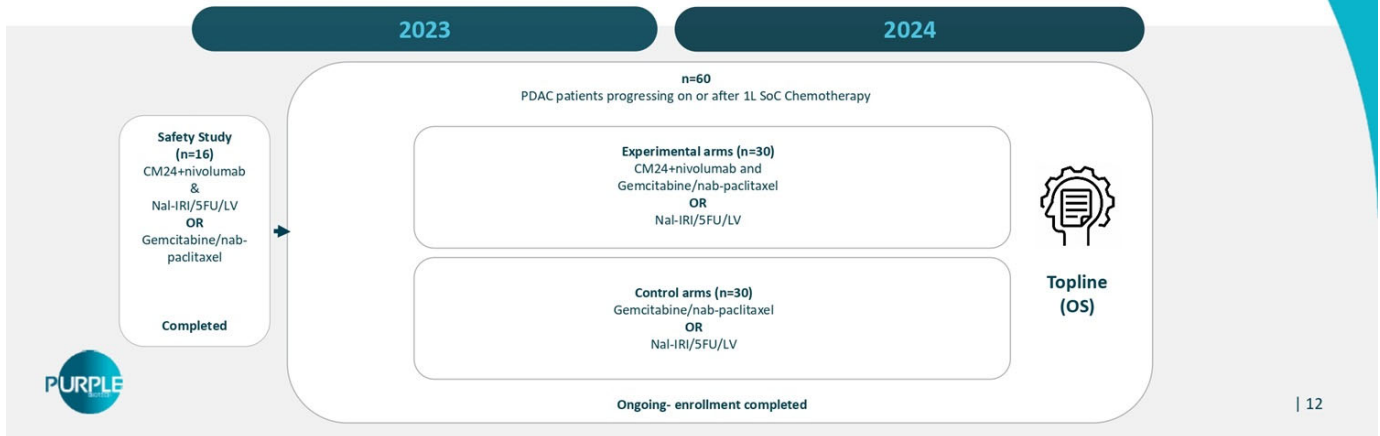 2023
2024
n=60
PDAC patients progressing on or after 1L SoC Chemotherapy
Safety Study
(n=16)
CM24+nivolumab
&
Nal-IRI/5FU/LV
OR
Gemcitabine/nab-
paclitaxel
Completed
Experimental arms (n=30)
CM24+nivolumab and
Gemcitabine/nab-paclitaxel
OR
Nal-IRI/5FU/LV
Control arms (n=30)
Gemcitabine/nab-paclitaxel
OR
Nal-IRI/5FU/LV
Topline
(OS)
Ongoing- enrollment completed
PURPLE
| 12